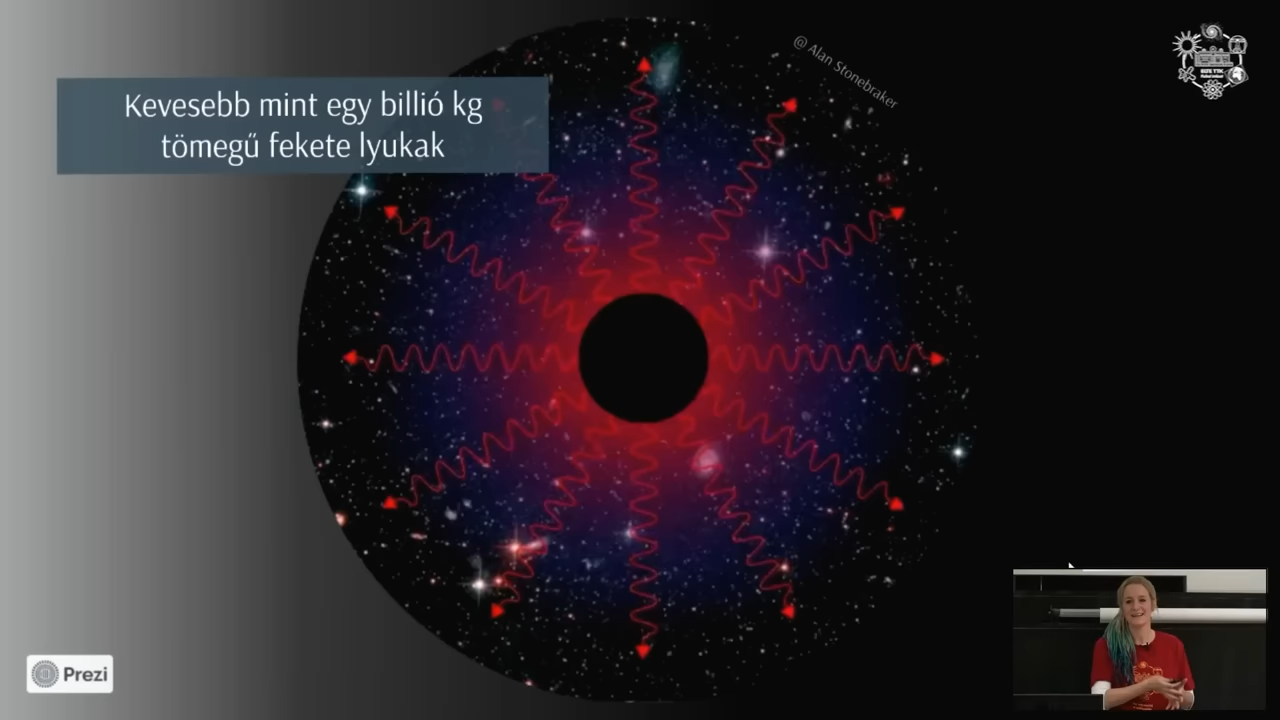 Kevesebb mint egy billió kg
tömegű fekete lyukak
@ Alan Stonebraker
Prezi